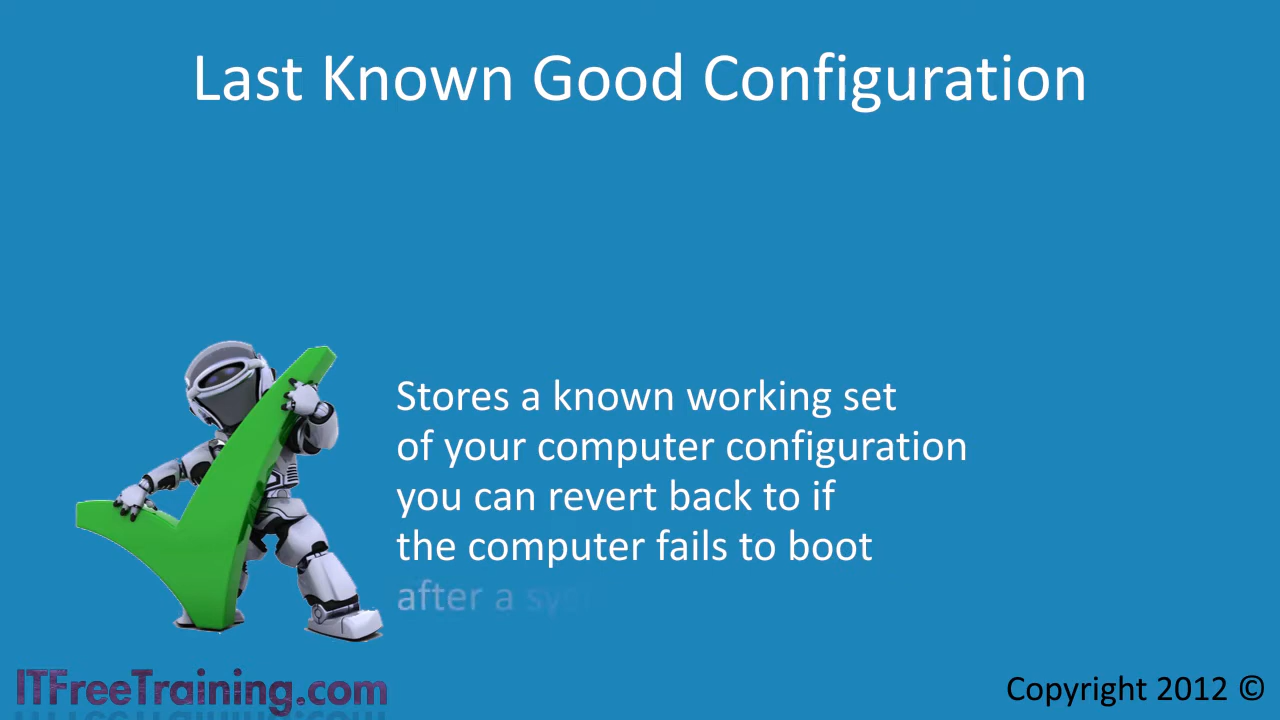 Last Known Good Configuration
Stores a known working set
of your computer configuration
you can revert back to if
the computer fails to boot
after a
ITFreeTraining.com
Copyright 2012 ©